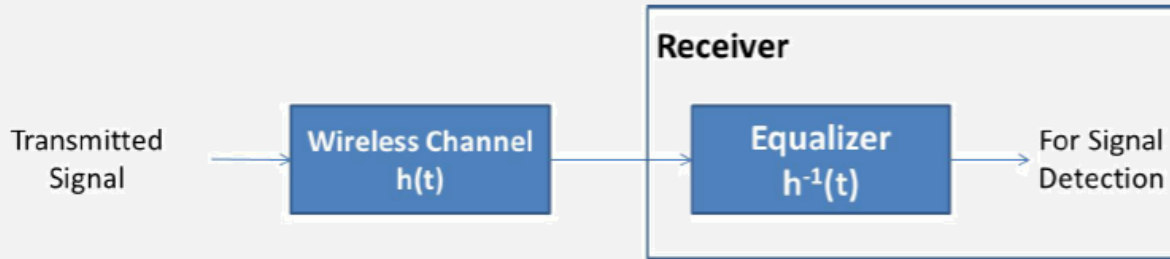 Receiver
Transmitted
Signal
Wireless Channel
h(t)
Equalizer
h⁻¹(t)
For Signal
Detection